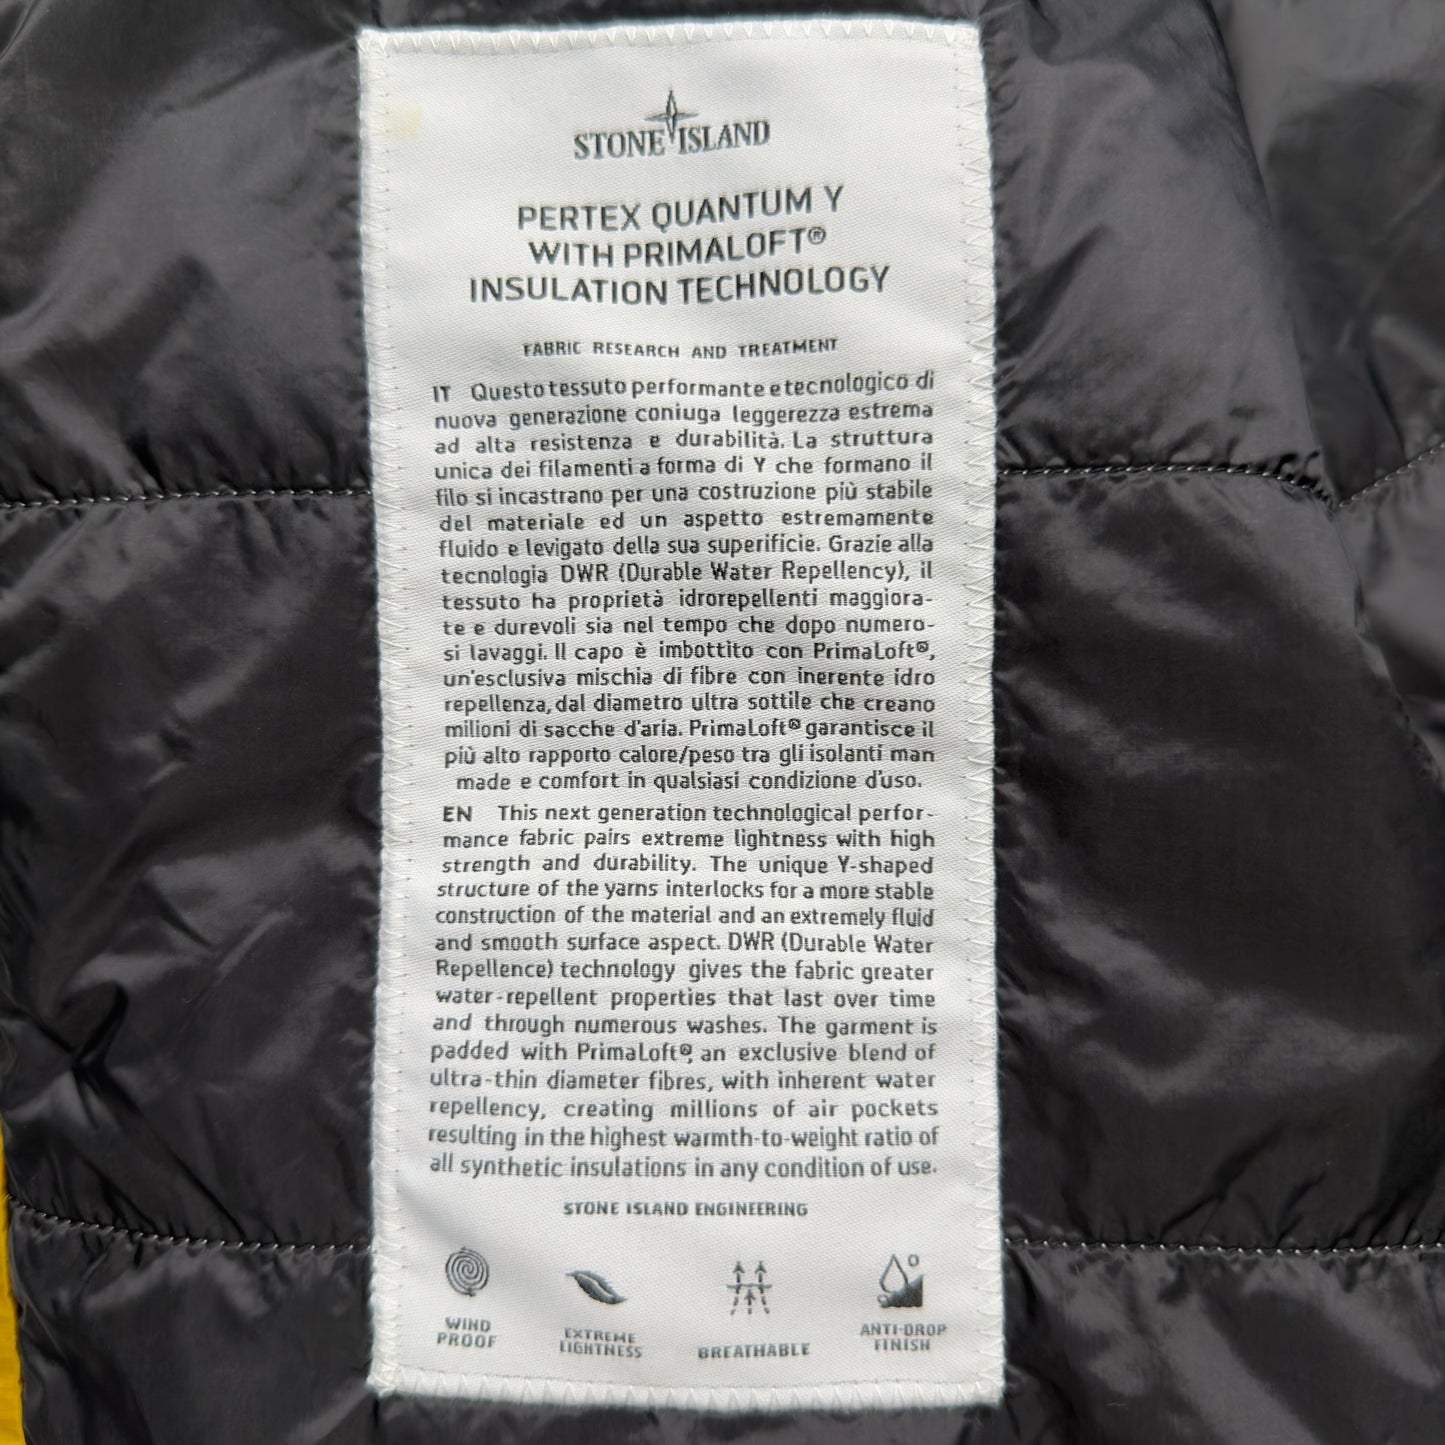 STONE ISLAND
PERTEX QUANTUM Y
WITH PRIMALOFT®
INSULATION TECHNOLOGY
FABRIC RESEARCH AND TREATMENT
IT Questo tessuto performante e tecnologico di
nuova generazione coniuga leggerezza estrema
ad alta resistenza e durabilità. La struttura
unica dei filamenti a forma di Y che formano il
filo si incastrano per una costruzione più stabile
del materiale ed un aspetto estremamente
fluido e levigato della sua superificie. Grazie alla
tecnologia DWR (Durable Water Repellency), il
tessuto ha proprietà idrorepellenti maggiora-
te e durevoli sia nel tempo che dopo numero-
si lavaggi. Il capo è imbottito con PrimaLoft®,
un'esclusiva mischia di fibre con inerente idro
repellenza, dal diametro ultra sottile che creano
milioni di sacche d'aria. PrimaLoft® garantisce il
più alto rapporto calore/peso tra gli isolanti man
made e comfort in qualsiasi condizione d'uso.
EN This next generation technological perfor-
mance fabric pairs extreme lightness with high
strength and durability. The unique Y-shaped
structure of the yarns interlocks for a more stable
construction of the material and an extremely fluid
and smooth surface aspect. DWR (Durable Water
Repellence) technology gives the fabric greater
water-repellent properties that last over time
and through numerous washes. The garment is
padded with PrimaLoft®, an exclusive blend of
ultra-thin diameter fibres, with inherent water
repellency, creating millions of air pockets
resulting in the highest warmth-to-weight ratio of
all synthetic insulations in any condition of use.
STONE ISLAND ENGINEERING
WIND
PROOF
EXTREME
LIGHTNESS
BREATHABLE
ANTI-DROP
FINISH